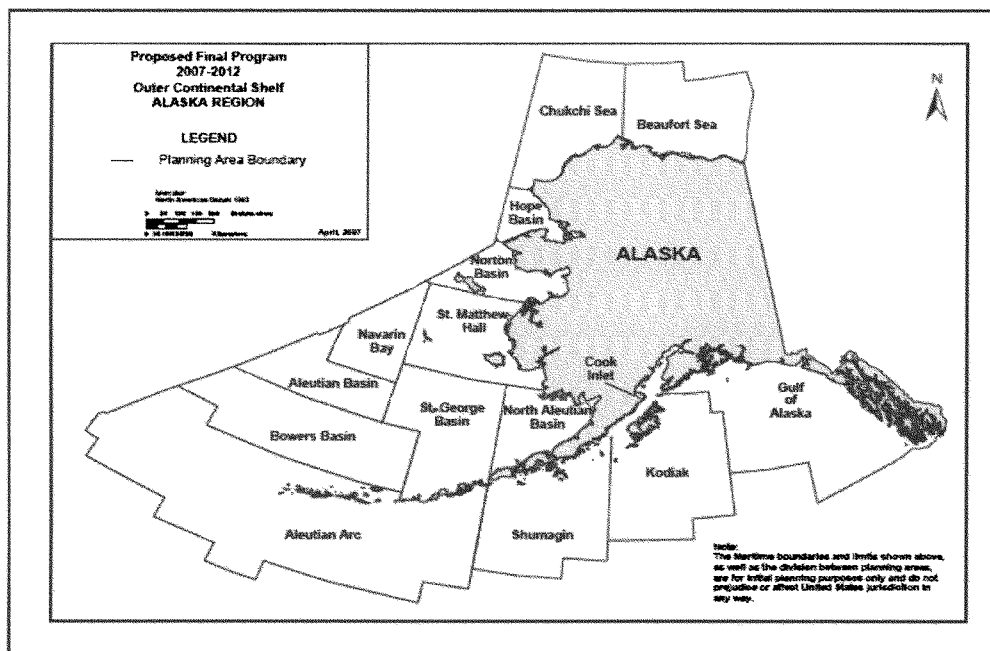 Proposed Final Program
2007-2012
Outer Continental Shelf
ALASKA REGION
LEGEND
Planning Area Boundary
April, 2007
N
Chukchi Sea
Beaufort Sea
Hope
Basin
ALASKA
Norton
Basin
St. Matthew
Hall
Navarin
Bay
Cook
Inlet
Aleutian Basin
St. George
Basin
North Aleutian
Basin
Gulf
of
Alaska
Bowers Basin
Kodiak
Aleutian Arc
Shumagin
Note:
The Maritime boundaries and limits shown above,
as well as the division between planning areas,
are for initial planning purposes only and do not
prejudice or affect United States jurisdiction in
any way.